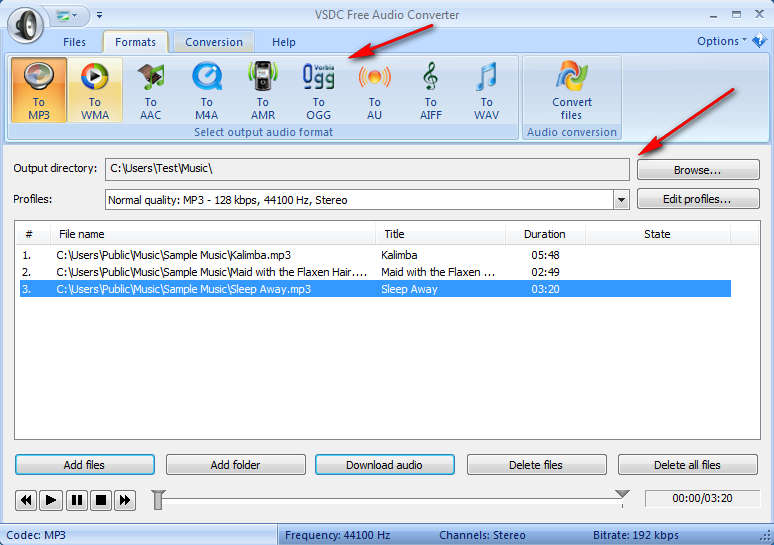 VSDC Free Audio Converter
Files Formats Conversion Help Options
Vorbis
Ogg
To MP3 To WMA To AAC To M4A To AMR To OGG To AU To AIFF To WAV Convert files
Select output audio format Audio conversion
Output directory: C:\Users\Test\Music\ Browse...
Profiles: Normal quality: MP3 - 128 kbps, 44100 Hz, Stereo Edit profiles...
# File name Title Duration State
1. C:\Users\Public\Music\Sample Music\Kalimba.mp3 Kalimba 05:48
2. C:\Users\Public\Music\Sample Music\Maid with the Flaxen Hair.... Maid with the Flaxen ... 02:49
3. C:\Users\Public\Music\Sample Music\Sleep Away.mp3 Sleep Away 03:20
Add files Add folder Download audio Delete files Delete all files
00:00/03:20
Codec: MP3 Frequency: 44100 Hz Channels: Stereo Bitrate: 192 kbps